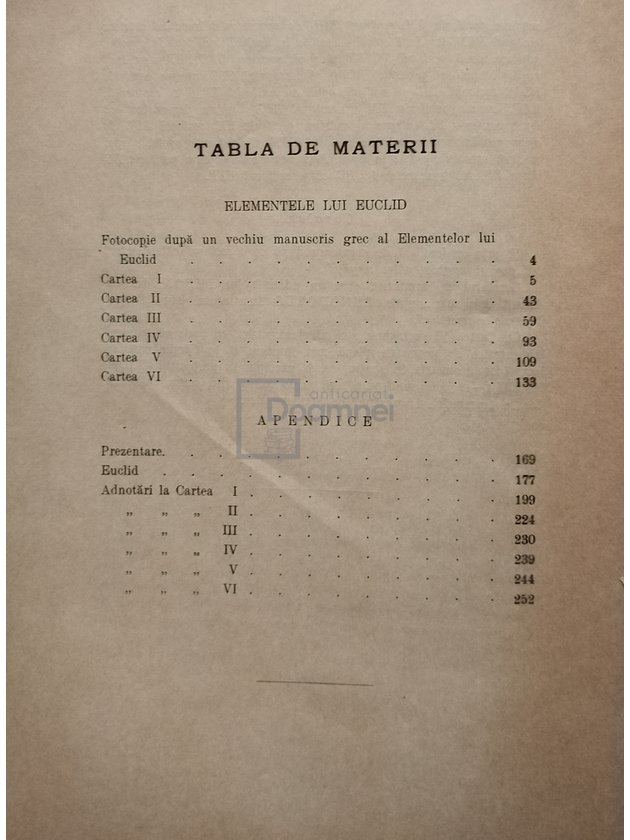 TABLA DE MATERII
ELEMENTELE LUI EUCLID
Fotocopie după un vechiu manuscris grec al Elementelor lui
Euclid . . . . . . . . . . . 4
Cartea I . . . . . . . . . . . 5
Cartea II . . . . . . . . . . . 43
Cartea III . . . . . . . . . . . 59
Cartea IV . . . . . . . . . . . 93
Cartea V . . . . . . . . . . . 109
Cartea VI . . . . . . . . . . . 133
anticariat
Doamnei
APENDICE
Prezentare. . . . . . . . . . . . 169
Euclid . . . . . . . . . . . . 177
Adnotări la Cartea I . . . . . . . . . 199
„ „ „ II . . . . . . . . . 224
„ „ „ III . . . . . . . . . 230
„ „ „ IV . . . . . . . . . 239
„ „ „ V . . . . . . . . . 244
„ „ „ VI . . . . . . . . . 252